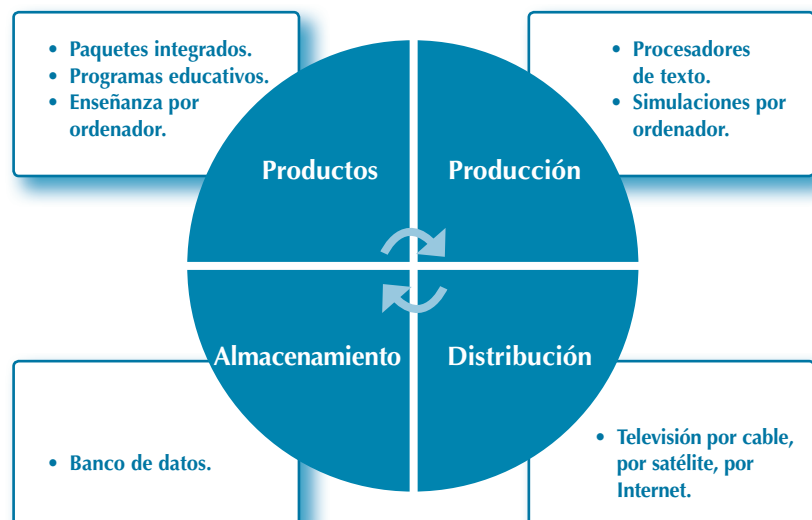 • Paquetes integrados.
• Programas educativos.
• Enseñanza por
ordenador.
• Procesadores
de texto.
• Simulaciones por
ordenador.
Productos
Producción
Almacenamiento
Distribución
• Banco de datos.
• Televisión por cable,
por satélite, por
Internet.